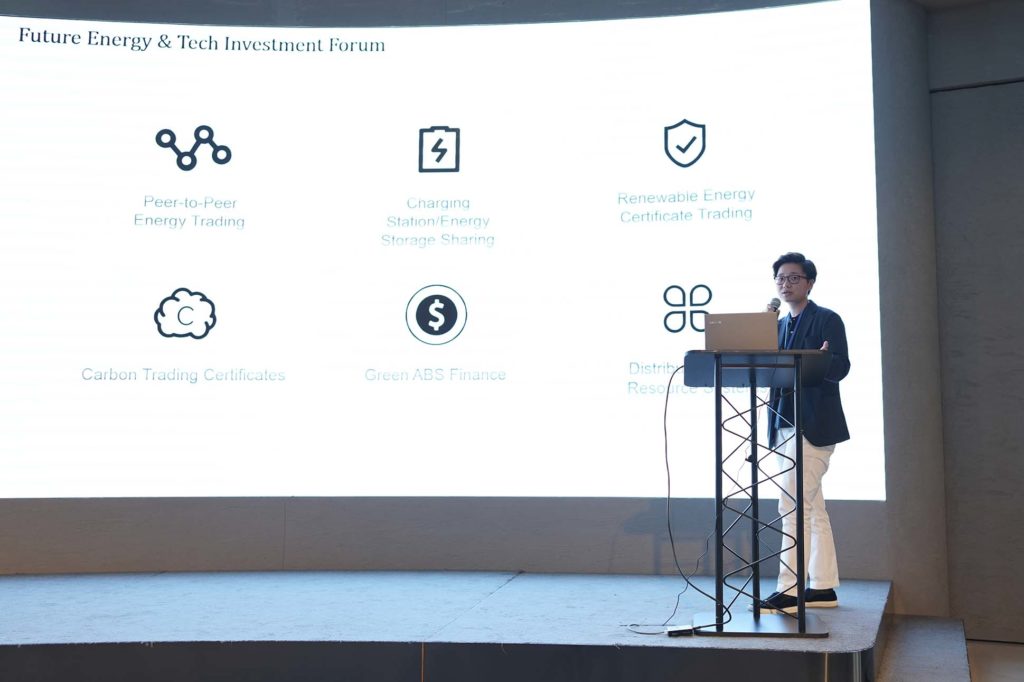 Future Energy & Tech Investment Forum
Peer-to-Peer
Energy Trading
Charging
Station/Energy
Storage Sharing
Renewable Energy
Certificate Trading
C
$
Carbon Trading Certificates
Green ABS Finance
Resource